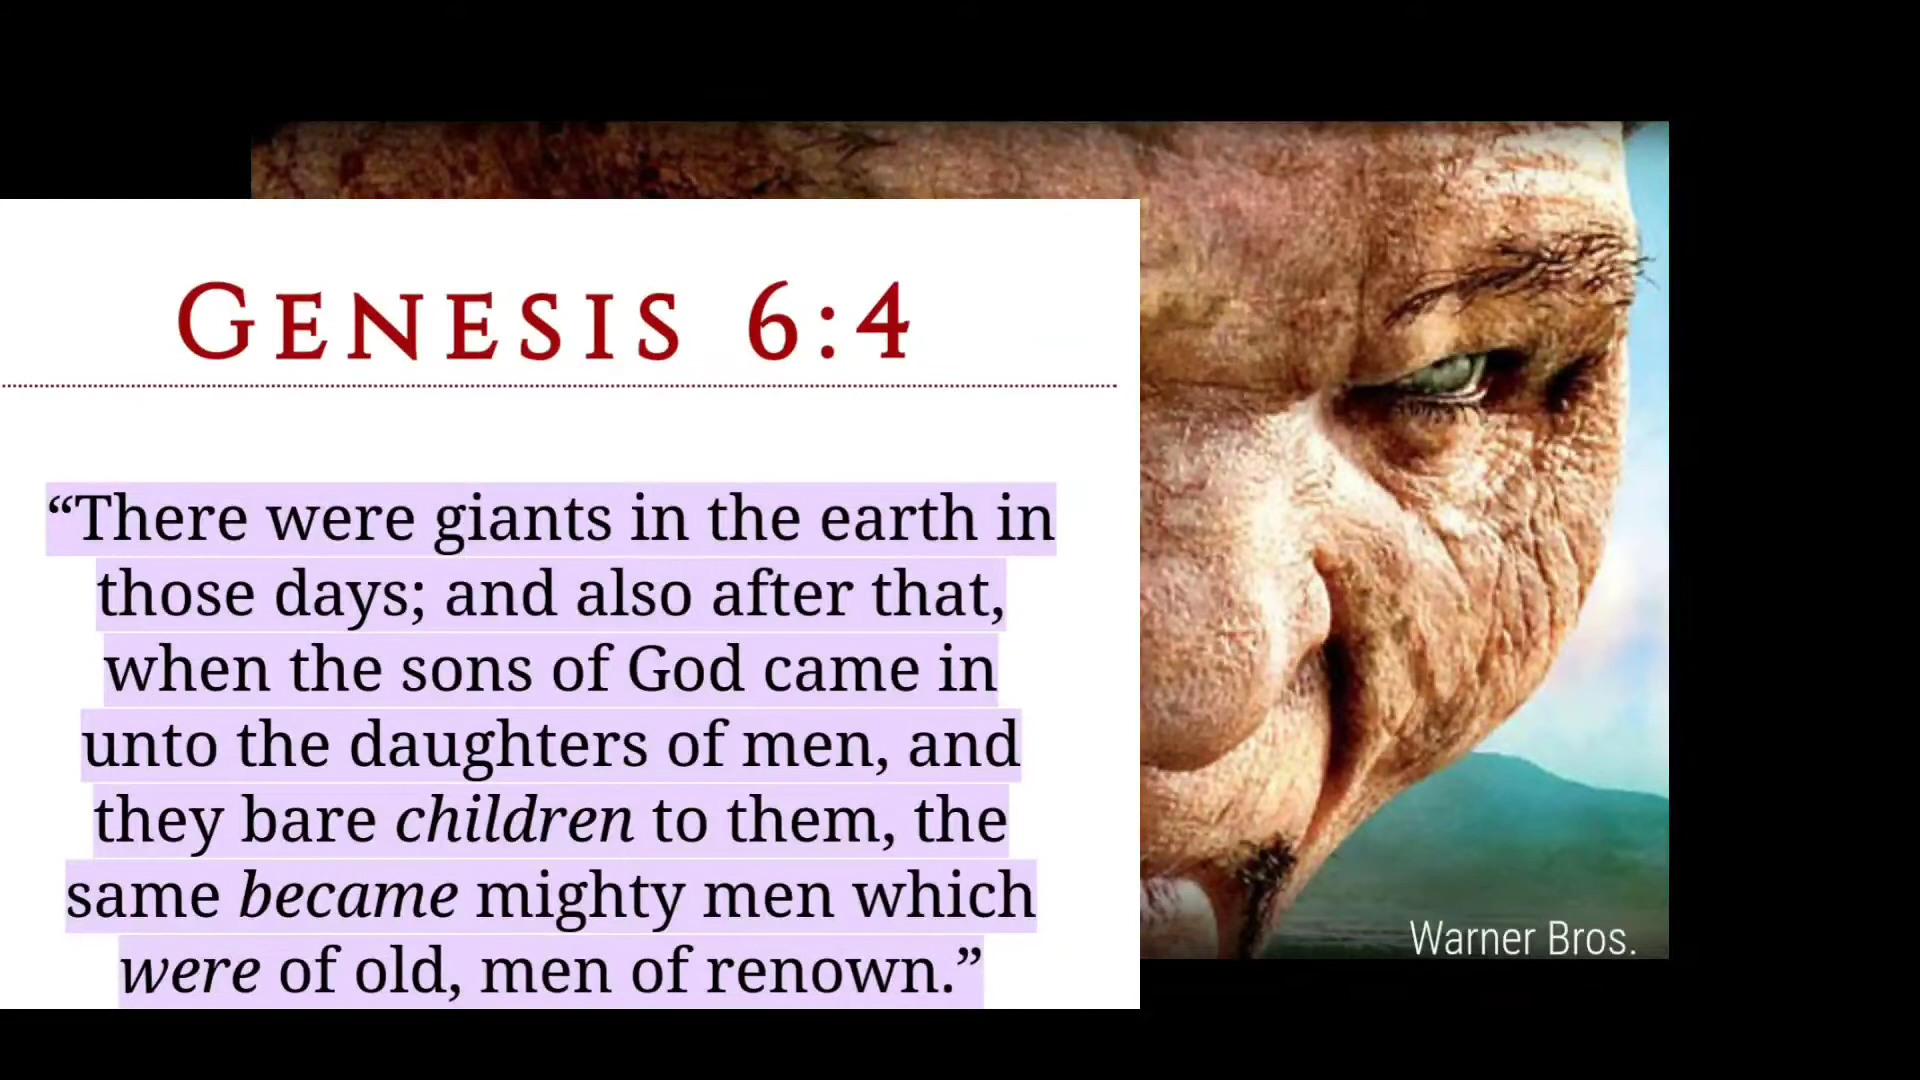 GENESIS 6:4
“There were giants in the earth in
those days; and also after that,
when the sons of God came in
unto the daughters of men, and
they bare children to them, the
same became mighty men which
were of old, men of renown.”
Warner Bros.